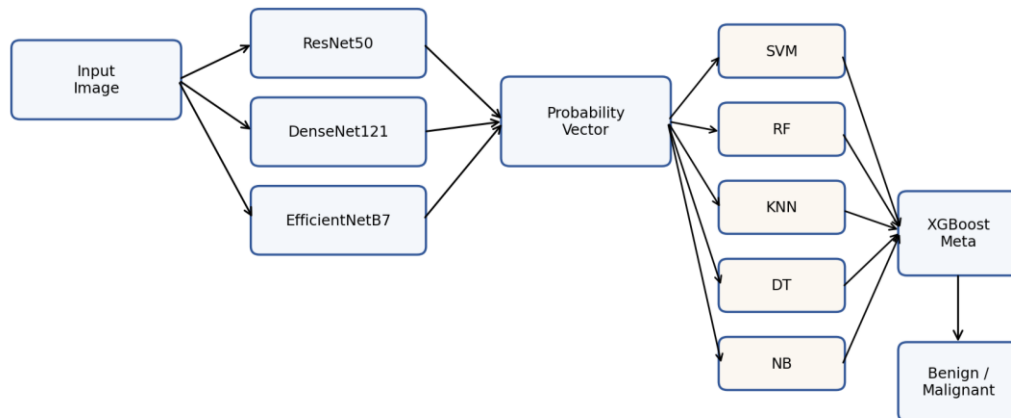 Input
Image
ResNet50
DenseNet121
EfficientNetB7
Probability
Vector
SVM
RF
KNN
DT
NB
XGBoost
Meta
Benign /
Malignant